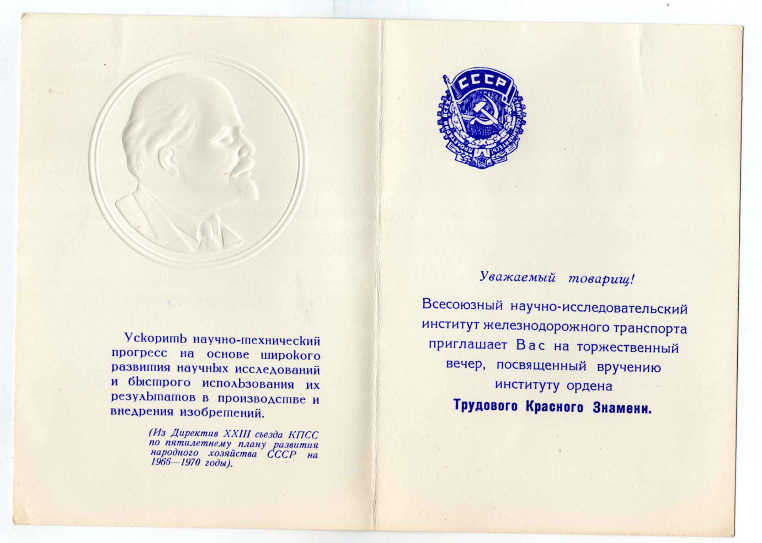 Ускорить научно-технический
прогресс на основе широкого
развития научных исследований
и быстрого использования их
результатов в производстве и
внедрения изобретений.
(Из Директив XXIII съезда КПСС
по пятилетнему плану развития
народного хозяйства СССР на
1966—1970 годы).
СССР
Уважаемый товарищ!
Всесоюзный научно-исследовательский
институт железнодорожного транспорта
приглашает Вас на торжественный
вечер, посвященный вручению
институту ордена
Трудового Красного Знамени.